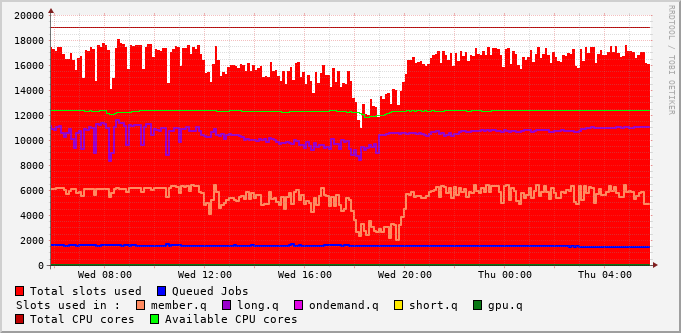 20000
18000
16000
14000
12000
10000
8000
6000
4000
2000
0
Wed 08:00 Wed 12:00 Wed 16:00 Wed 20:00 Thu 00:00 Thu 04:00
Total slots used Queued Jobs
Slots used in : member.q long.q ondemand.q short.q gpu.q
Total CPU cores Available CPU cores
RRDTOOL / TOBI OETIKER